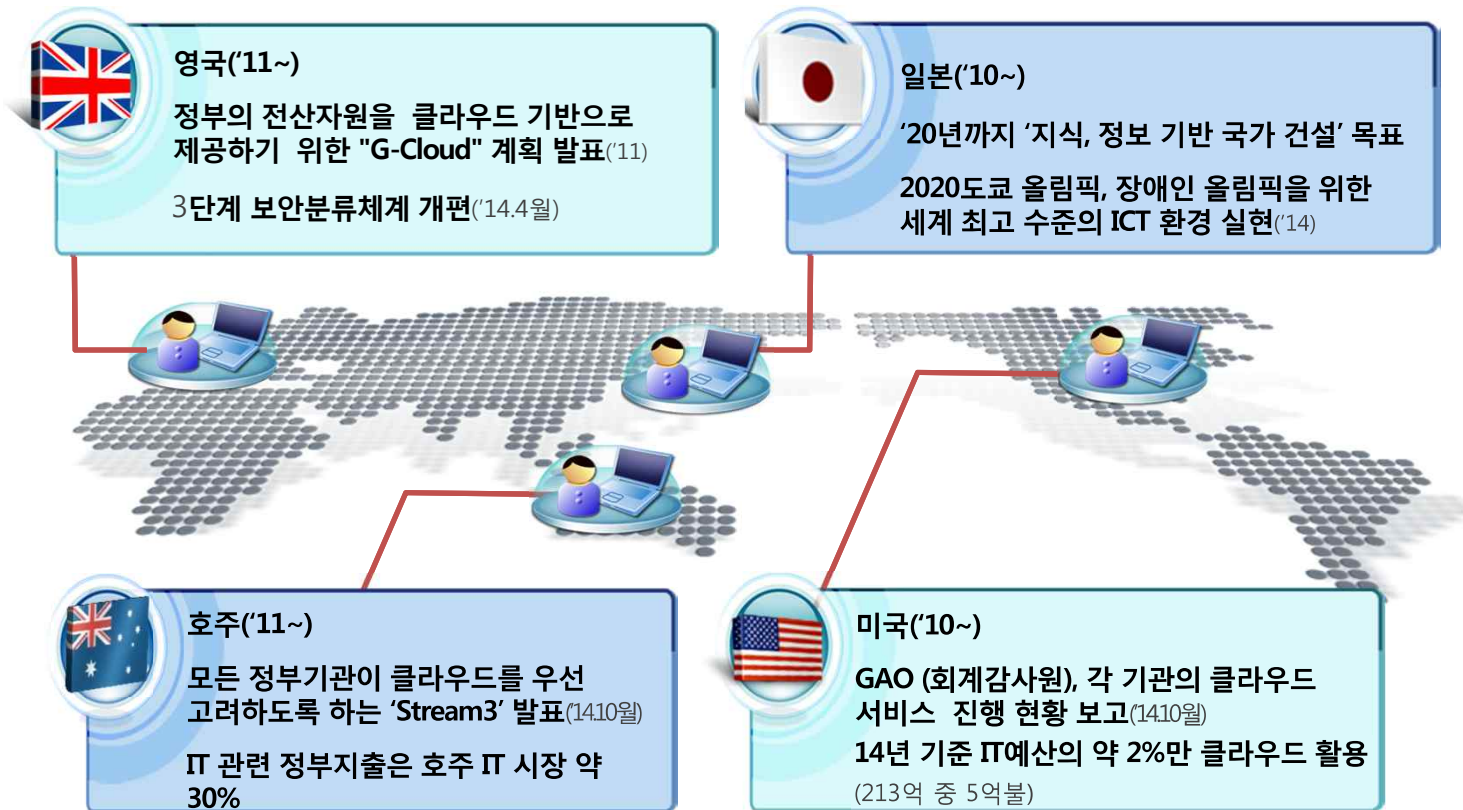 영국('11~)
정부의 전산자원을 클라우드 기반으로
제공하기 위한 "G-Cloud" 계획 발표('11)
3단계 보안분류체계 개편('14.4월)
일본('10~)
'20년까지 '지식, 정보 기반 국가 건설' 목표
2020도쿄 올림픽, 장애인 올림픽을 위한
세계 최고 수준의 ICT 환경 실현('14)
호주('11~)
모든 정부기관이 클라우드를 우선
고려하도록 하는 'Stream3' 발표('14.10월)
IT 관련 정부지출은 호주 IT 시장 약
30%
미국('10~)
GAO (회계감사원), 각 기관의 클라우드
서비스 진행 현황 보고('14.10월)
14년 기준 IT예산의 약 2%만 클라우드 활용
(213억 중 5억불)